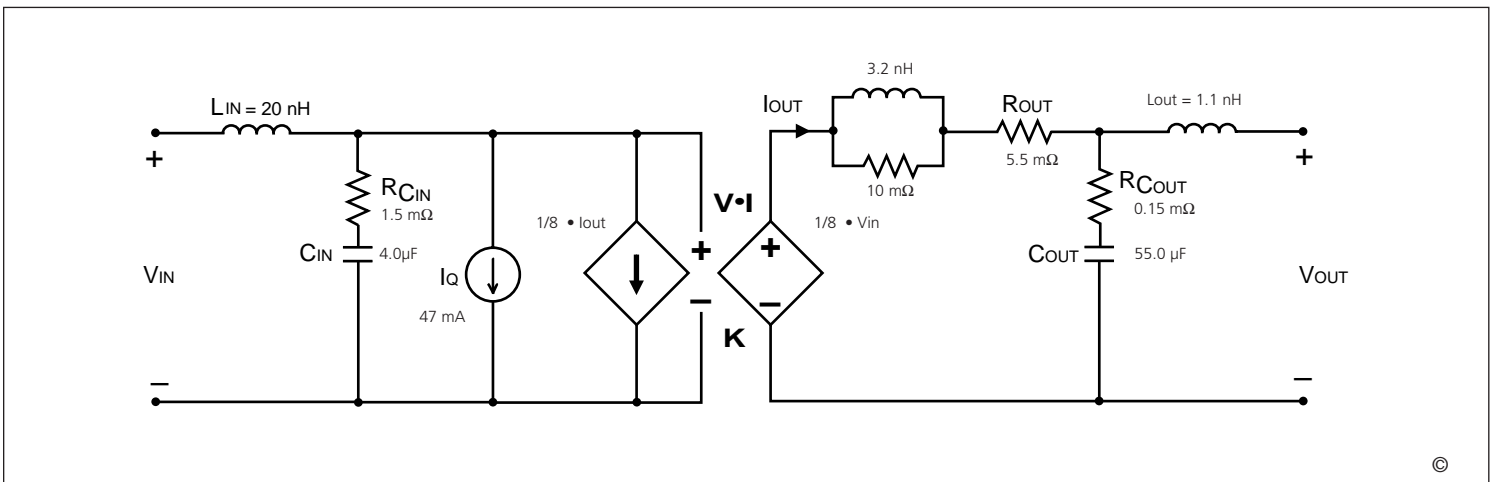 LIN = 20 nH
+
−
VIN
RCIN
1.5 mΩ
CIN
4.0µF
IQ
47 mA
1/8 • Iout
+
−
V•I
K
1/8 • Vin
+
−
IOUT
3.2 nH
10 mΩ
ROUT
5.5 mΩ
RCOUT
0.15 mΩ
COUT
55.0 µF
Lout = 1.1 nH
+
−
VOUT
©